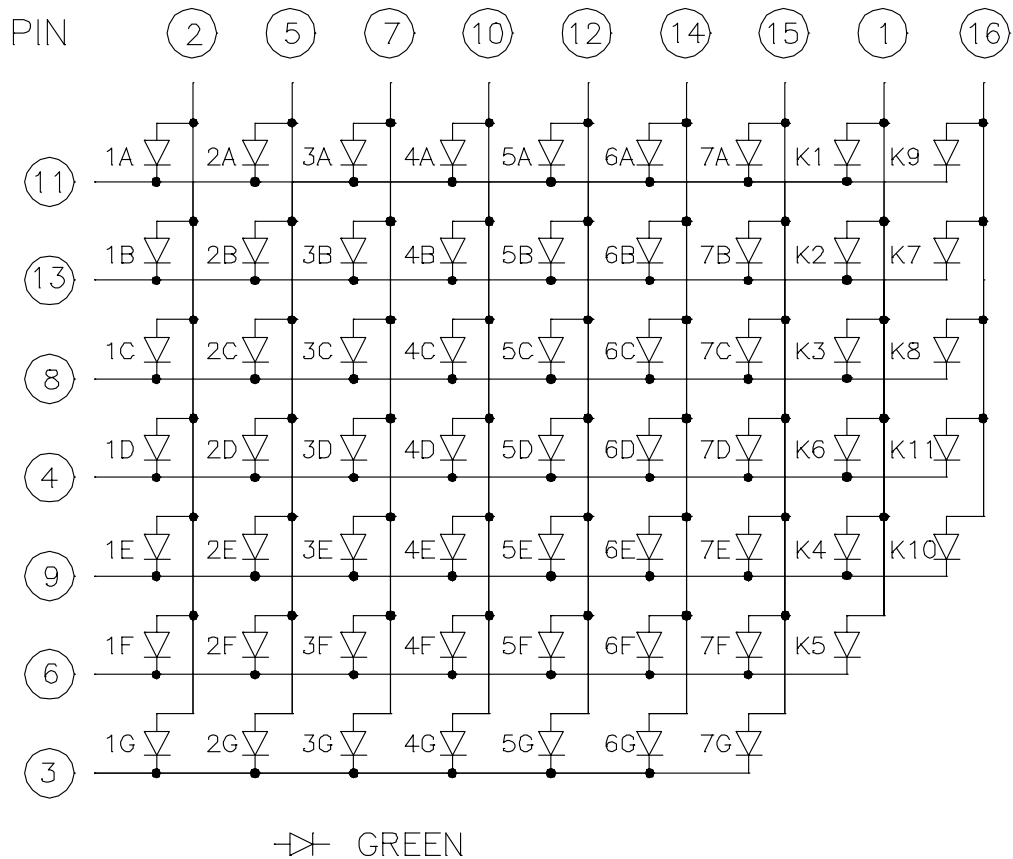 PIN 2 5 7 10 12 14 15 1 16
1A 2A 3A 4A 5A 6A 7A K1 K9
11
1B 2B 3B 4B 5B 6B 7B K2 K7
13
1C 2C 3C 4C 5C 6C 7C K3 K8
8
1D 2D 3D 4D 5D 6D 7D K6 K11
4
1E 2E 3E 4E 5E 6E 7E K4 K10
9
1F 2F 3F 4F 5F 6F 7F K5
6
1G 2G 3G 4G 5G 6G 7G
3
GREEN